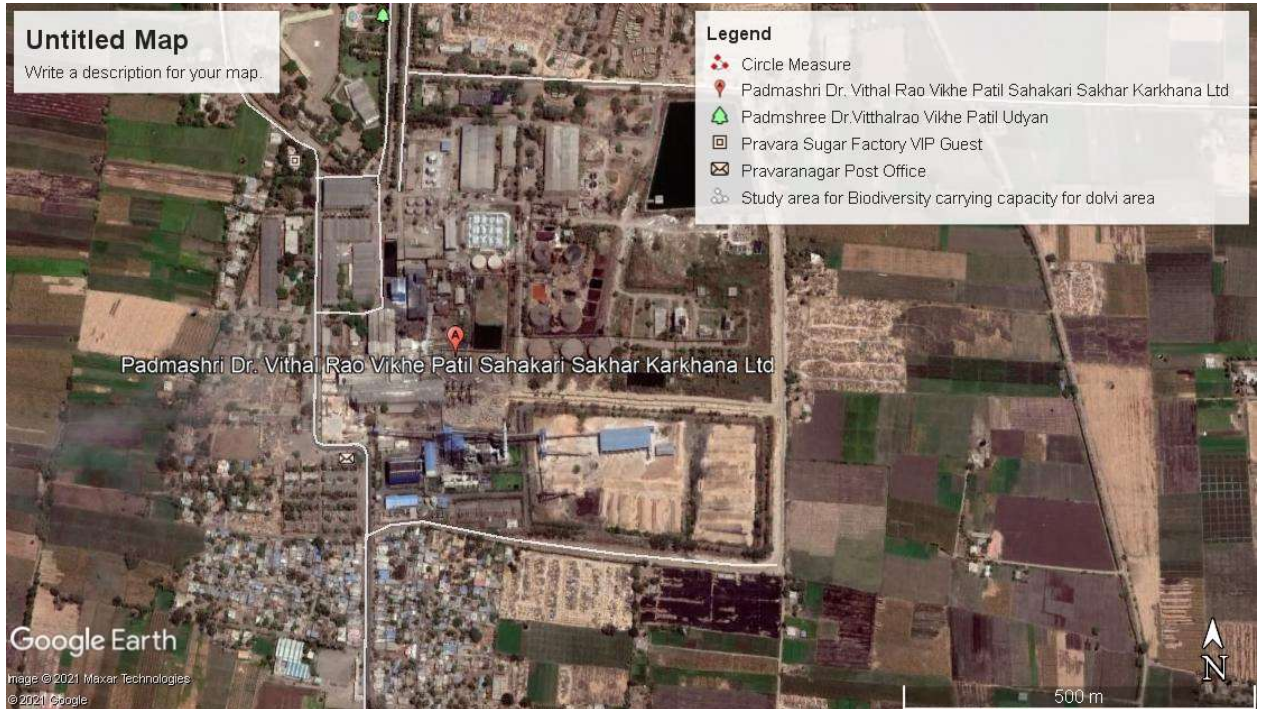 Untitled Map
Write a description for your map.
Legend
Circle Measure
Padmashri Dr. Vithal Rao Vikhe Patil Sahakari Sakhar Karkhana Ltd
Padmshree Dr.Vitthalrao Vikhe Patil Udyan
Pravara Sugar Factory VIP Guest
Pravaranagar Post Office
Study area for Biodiversity carrying capacity for dolvi area
A
Padmashri Dr. Vithal Rao Vikhe Patil Sahakari Sakhar Karkhana Ltd
Google Earth
Image © 2021 Maxar Technologies
© 2021 Google
N
500 m